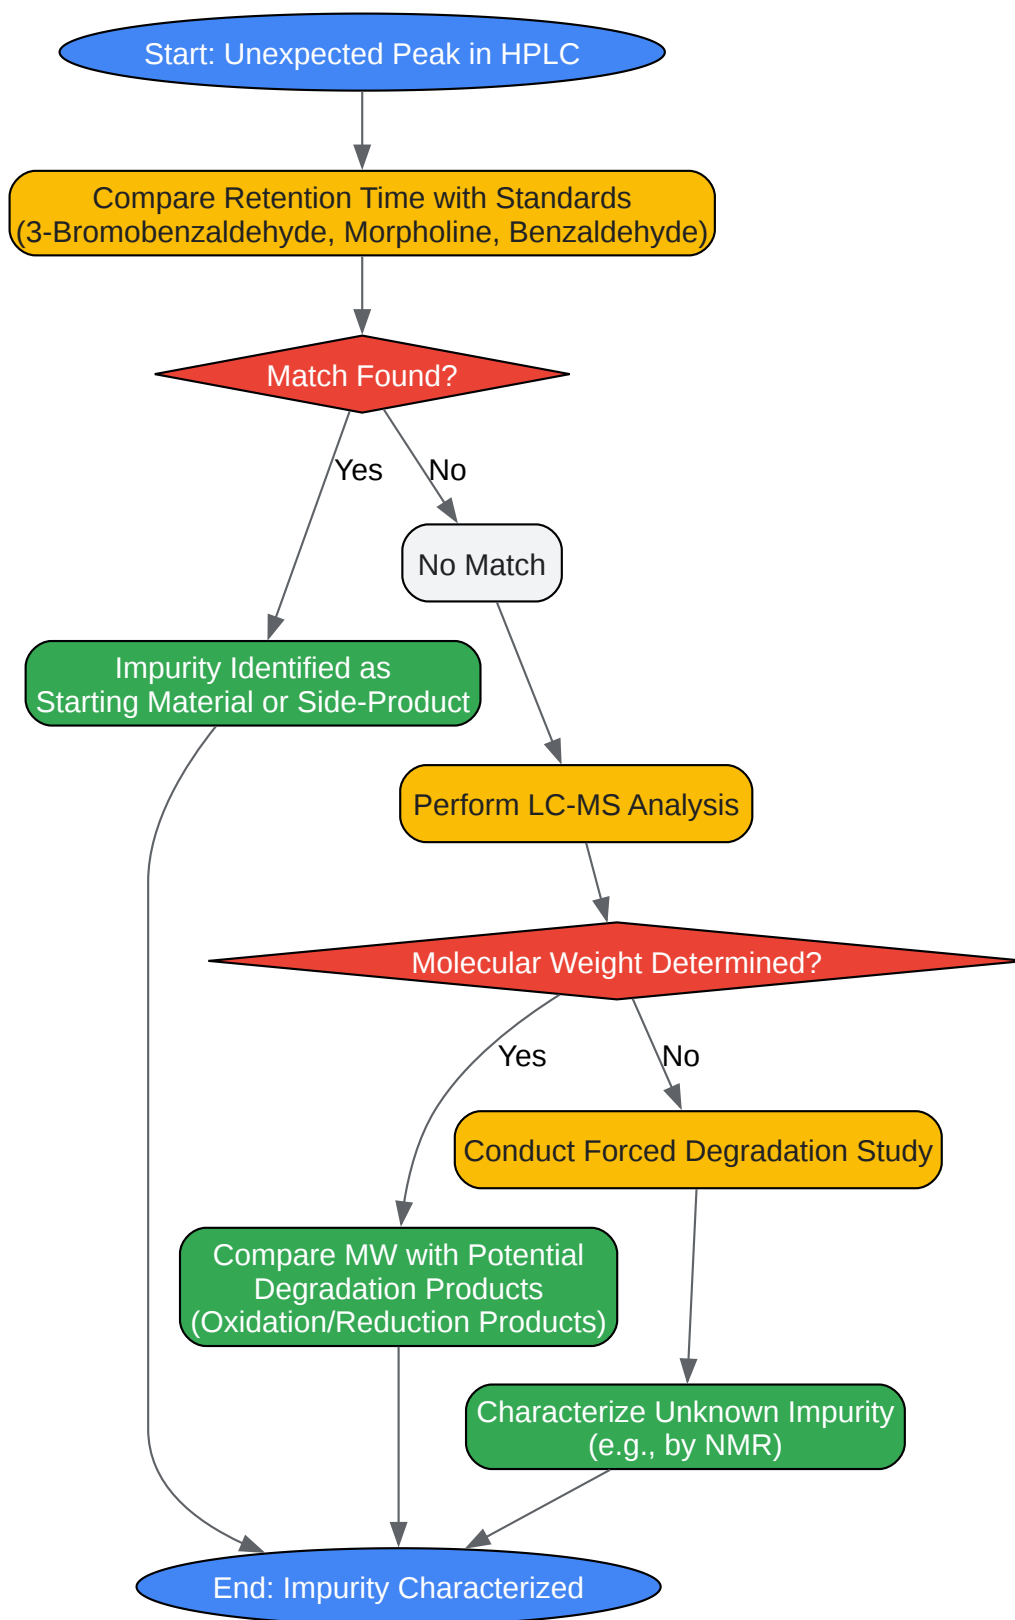 Start: Unexpected Peak in HPLC
Compare Retention Time with Standards
(3-Bromobenzaldehyde, Morpholine, Benzaldehyde)
Match Found?
Yes
No
No Match
Impurity Identified as
Starting Material or Side-Product
Perform LC-MS Analysis
Molecular Weight Determined?
Yes
No
Conduct Forced Degradation Study
Compare MW with Potential
Degradation Products
(Oxidation/Reduction Products)
Characterize Unknown Impurity
(e.g., by NMR)
End: Impurity Characterized